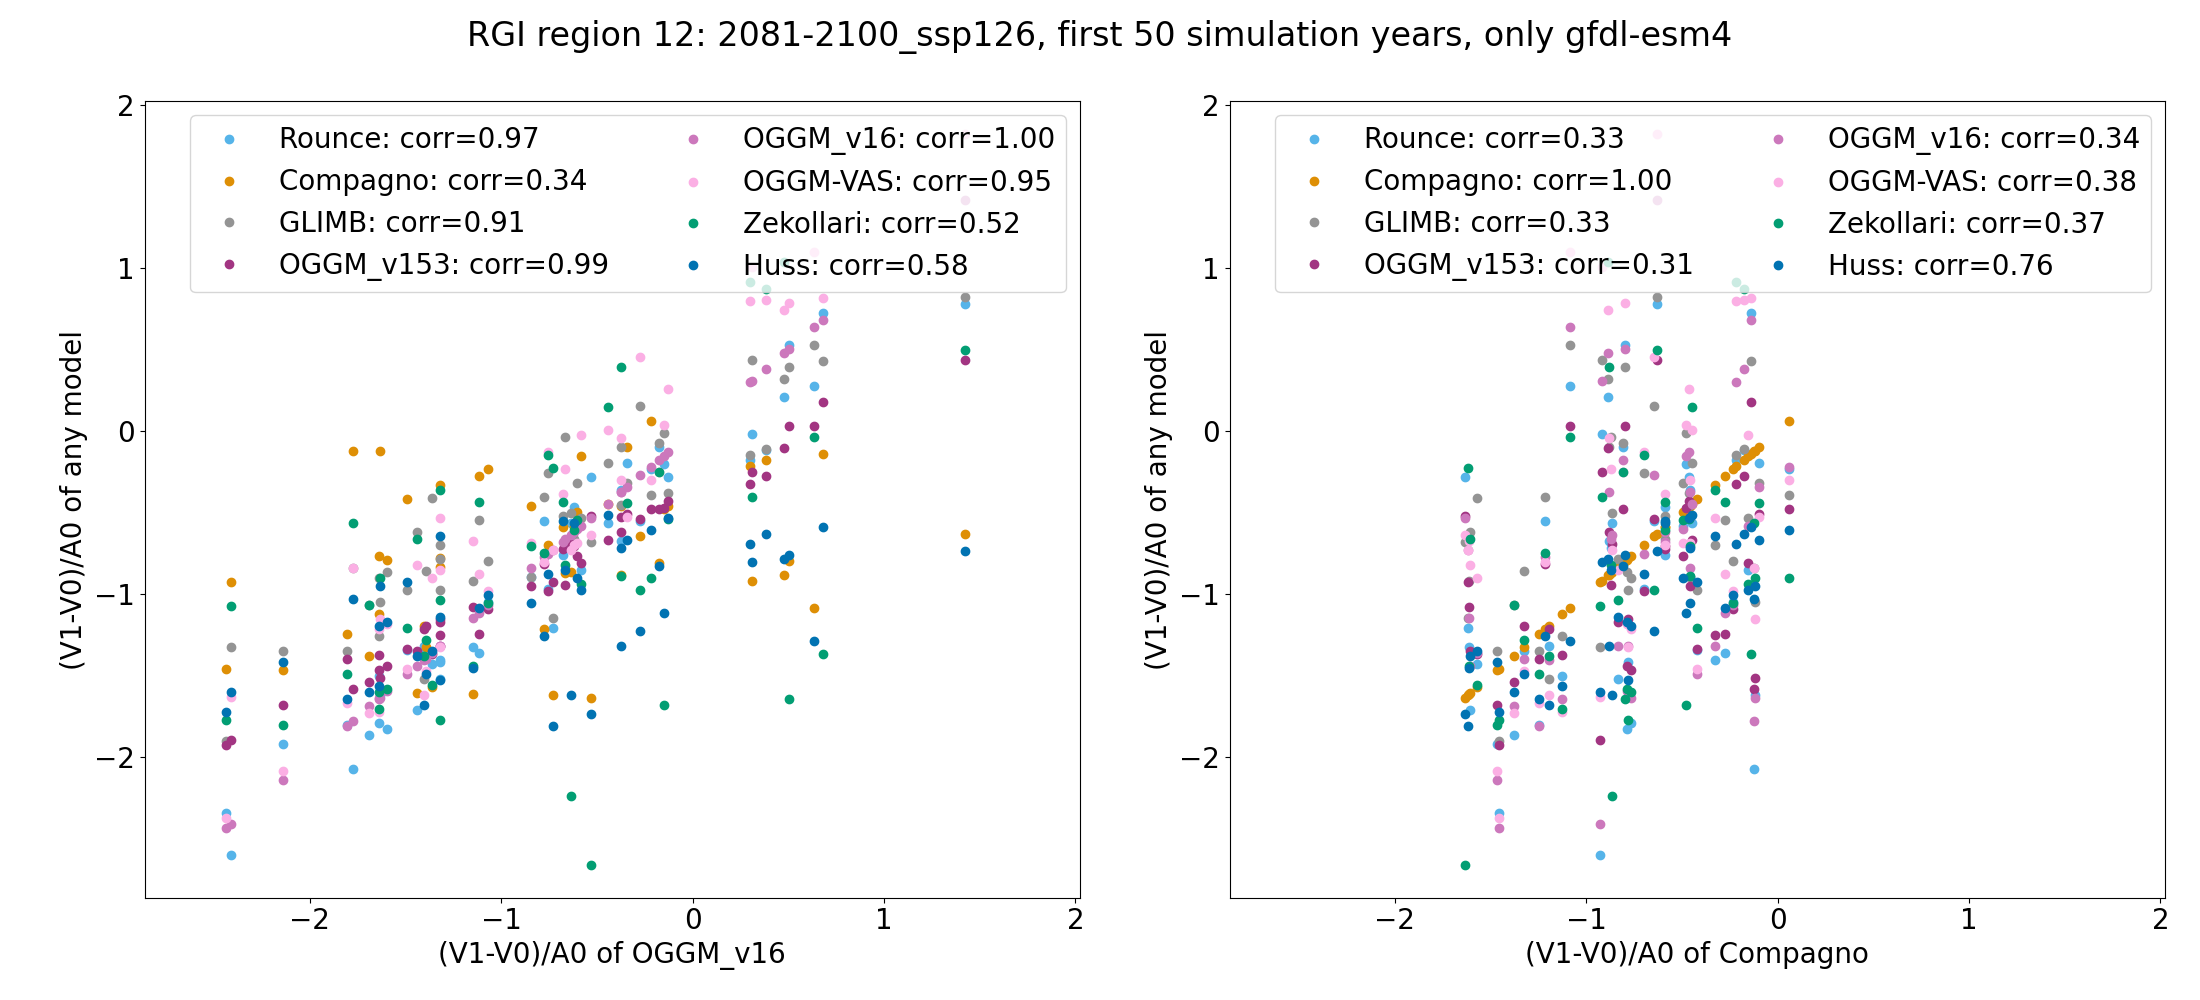 RGI region 12: 2081-2100_ssp126, first 50 simulation years, only gfdl-esm4
Rounce: corr=0.97
Compagno: corr=0.34
GLIMB: corr=0.91
OGGM_v153: corr=0.99
OGGM_v16: corr=1.00
OGGM-VAS: corr=0.95
Zekollari: corr=0.52
Huss: corr=0.58
2
1
0
−1
−2
(V1-V0)/A0 of any model
−2
−1
0
1
2
(V1-V0)/A0 of OGGM_v16
Rounce: corr=0.33
Compagno: corr=1.00
GLIMB: corr=0.33
OGGM_v153: corr=0.31
OGGM_v16: corr=0.34
OGGM-VAS: corr=0.38
Zekollari: corr=0.37
Huss: corr=0.76
2
1
0
−1
−2
(V1-V0)/A0 of any model
−2
−1
0
1
2
(V1-V0)/A0 of Compagno